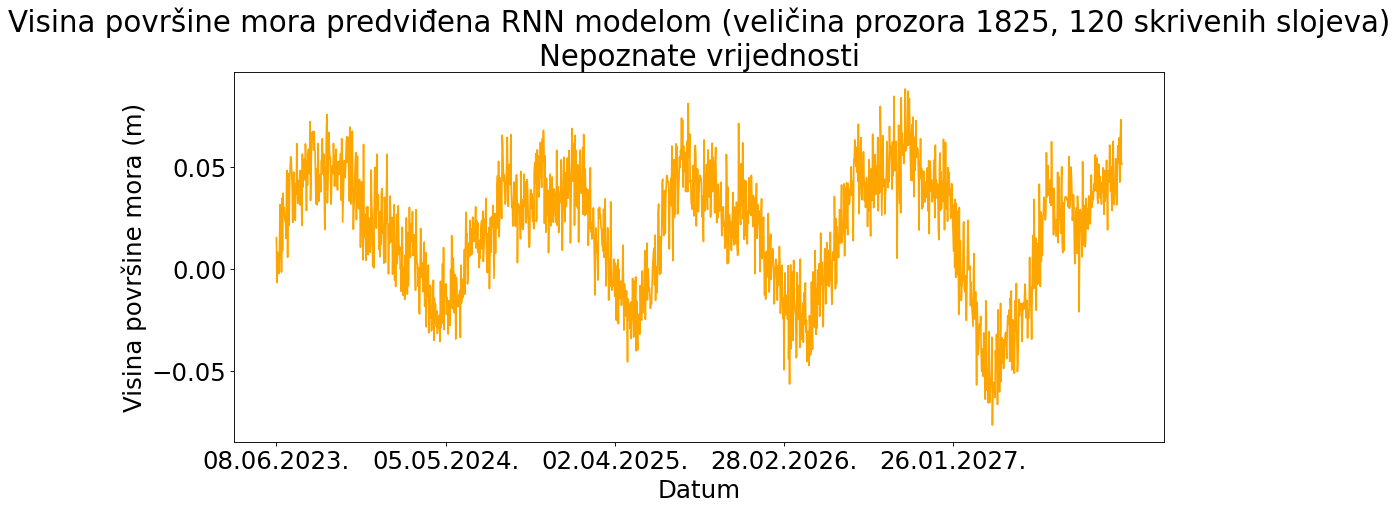 Visina površine mora predviđena RNN modelom (veličina prozora 1825, 120 skrivenih slojeva)
Nepoznate vrijednosti
Visina površine mora (m)
0.05
0.00
−0.05
08.06.2023. 05.05.2024. 02.04.2025. 28.02.2026. 26.01.2027.
Datum